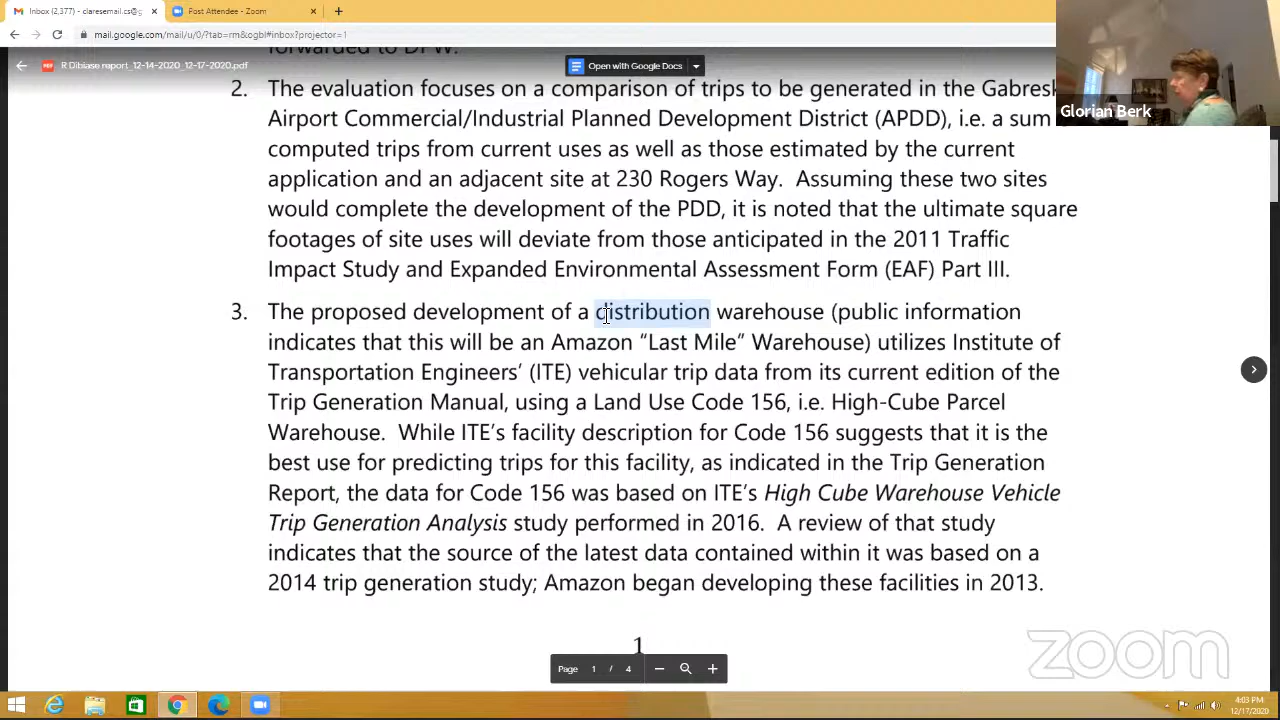 Inbox (2,377) - claresemail.cs@g
Post Attendee - Zoom
mail.google.com/mail/u/0/?tab=rm&ogbl#inbox?projector=1
forwarded to DPW.
R Dibiase report_12-14-2020_12-17-2020.pdf
Open with Google Docs
Glorian Berk
2. The evaluation focuses on a comparison of trips to be generated in the Gabresk
Airport Commercial/Industrial Planned Development District (APDD), i.e. a sum
computed trips from current uses as well as those estimated by the current
application and an adjacent site at 230 Rogers Way. Assuming these two sites
would complete the development of the PDD, it is noted that the ultimate square
footages of site uses will deviate from those anticipated in the 2011 Traffic
Impact Study and Expanded Environmental Assessment Form (EAF) Part III.
3. The proposed development of a distribution warehouse (public information
indicates that this will be an Amazon “Last Mile” Warehouse) utilizes Institute of
Transportation Engineers’ (ITE) vehicular trip data from its current edition of the
Trip Generation Manual, using a Land Use Code 156, i.e. High-Cube Parcel
Warehouse. While ITE’s facility description for Code 156 suggests that it is the
best use for predicting trips for this facility, as indicated in the Trip Generation
Report, the data for Code 156 was based on ITE’s High Cube Warehouse Vehicle
Trip Generation Analysis study performed in 2016. A review of that study
indicates that the source of the latest data contained within it was based on a
2014 trip generation study; Amazon began developing these facilities in 2013.
1
Page 1 / 4
zoom
4:03 PM
12/17/2020